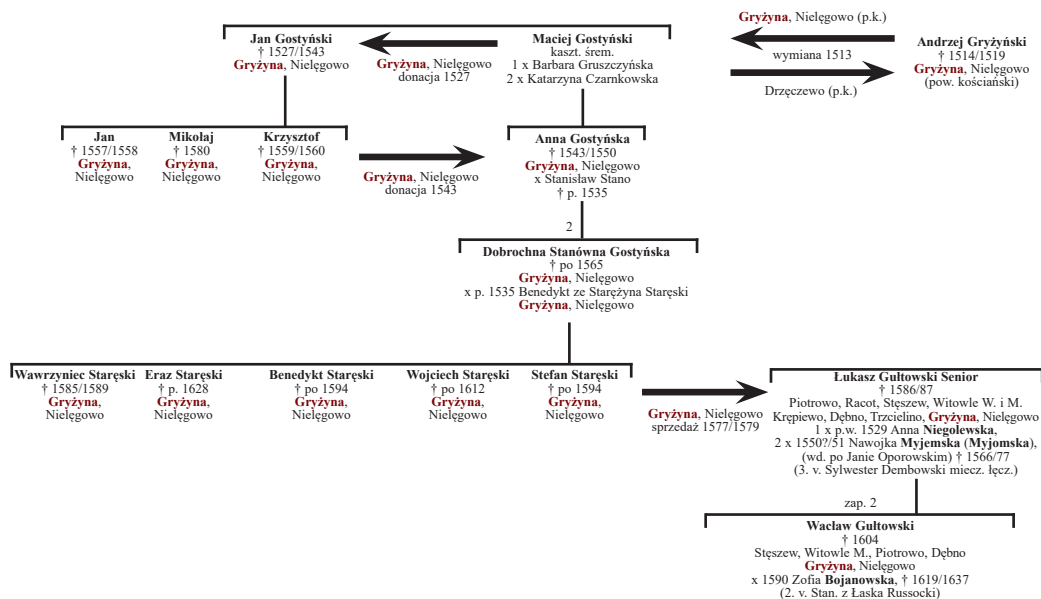 Jan Gostyński
† 1527/1543
Gryżyna, Nielęgowo
Gryżyna, Nielęgowo
donacja 1527
Maciej Gostyński
kaszt. śrem.
1 x Barbara Gruszczyńska
2 x Katarzyna Czarnkowska
Gryżyna, Nielęgowo (p.k.)
wymiana 1513
Drzęczewo (p.k.)
Andrzej Gryżyński
† 1514/1519
Gryżyna, Nielęgowo
(pow. kościański)
Jan
† 1557/1558
Gryżyna,
Nielęgowo
Mikołaj
† 1580
Gryżyna,
Nielęgowo
Krzysztof
† 1559/1560
Gryżyna,
Nielęgowo
Gryżyna, Nielęgowo
donacja 1543
Anna Gostyńska
† 1543/1550
Gryżyna, Nielęgowo
x Stanisław Stano
† p. 1535
2
Dobrochna Stanówna Gostyńska
† po 1565
Gryżyna, Nielęgowo
x p. 1535 Benedykt ze Starężyna Staręski
Gryżyna, Nielęgowo
Wawrzyniec Staręski
† 1585/1589
Gryżyna,
Nielęgowo
Eraz Staręski
† p. 1628
Gryżyna,
Nielęgowo
Benedykt Staręski
† po 1594
Gryżyna,
Nielęgowo
Wojciech Staręski
† po 1612
Gryżyna,
Nielęgowo
Stefan Staręski
† po 1594
Gryżyna,
Nielęgowo
Gryżyna, Nielęgowo
sprzedaż 1577/1579
Łukasz Gułtowski Senior
† 1586/87
Piotrowo, Racot, Stęszew, Witowle W. i M.
Krępiewo, Dębno, Trzcielino, Gryżyna, Nielęgowo
1 x p.w. 1529 Anna Niegolewska,
2 x 1550?/51 Nawojka Myjemska (Myjomska),
(wd. po Janie Oporowskim) † 1566/77
(3. v. Sylwester Dembowski miecz. łęcz.)
zap. 2
Wacław Gułtowski
† 1604
Stęszew, Witowle M., Piotrowo, Dębno
Gryżyna, Nielęgowo
x 1590 Zofia Bojanowska, † 1619/1637
(2. v. Stan. z Łaska Russocki)